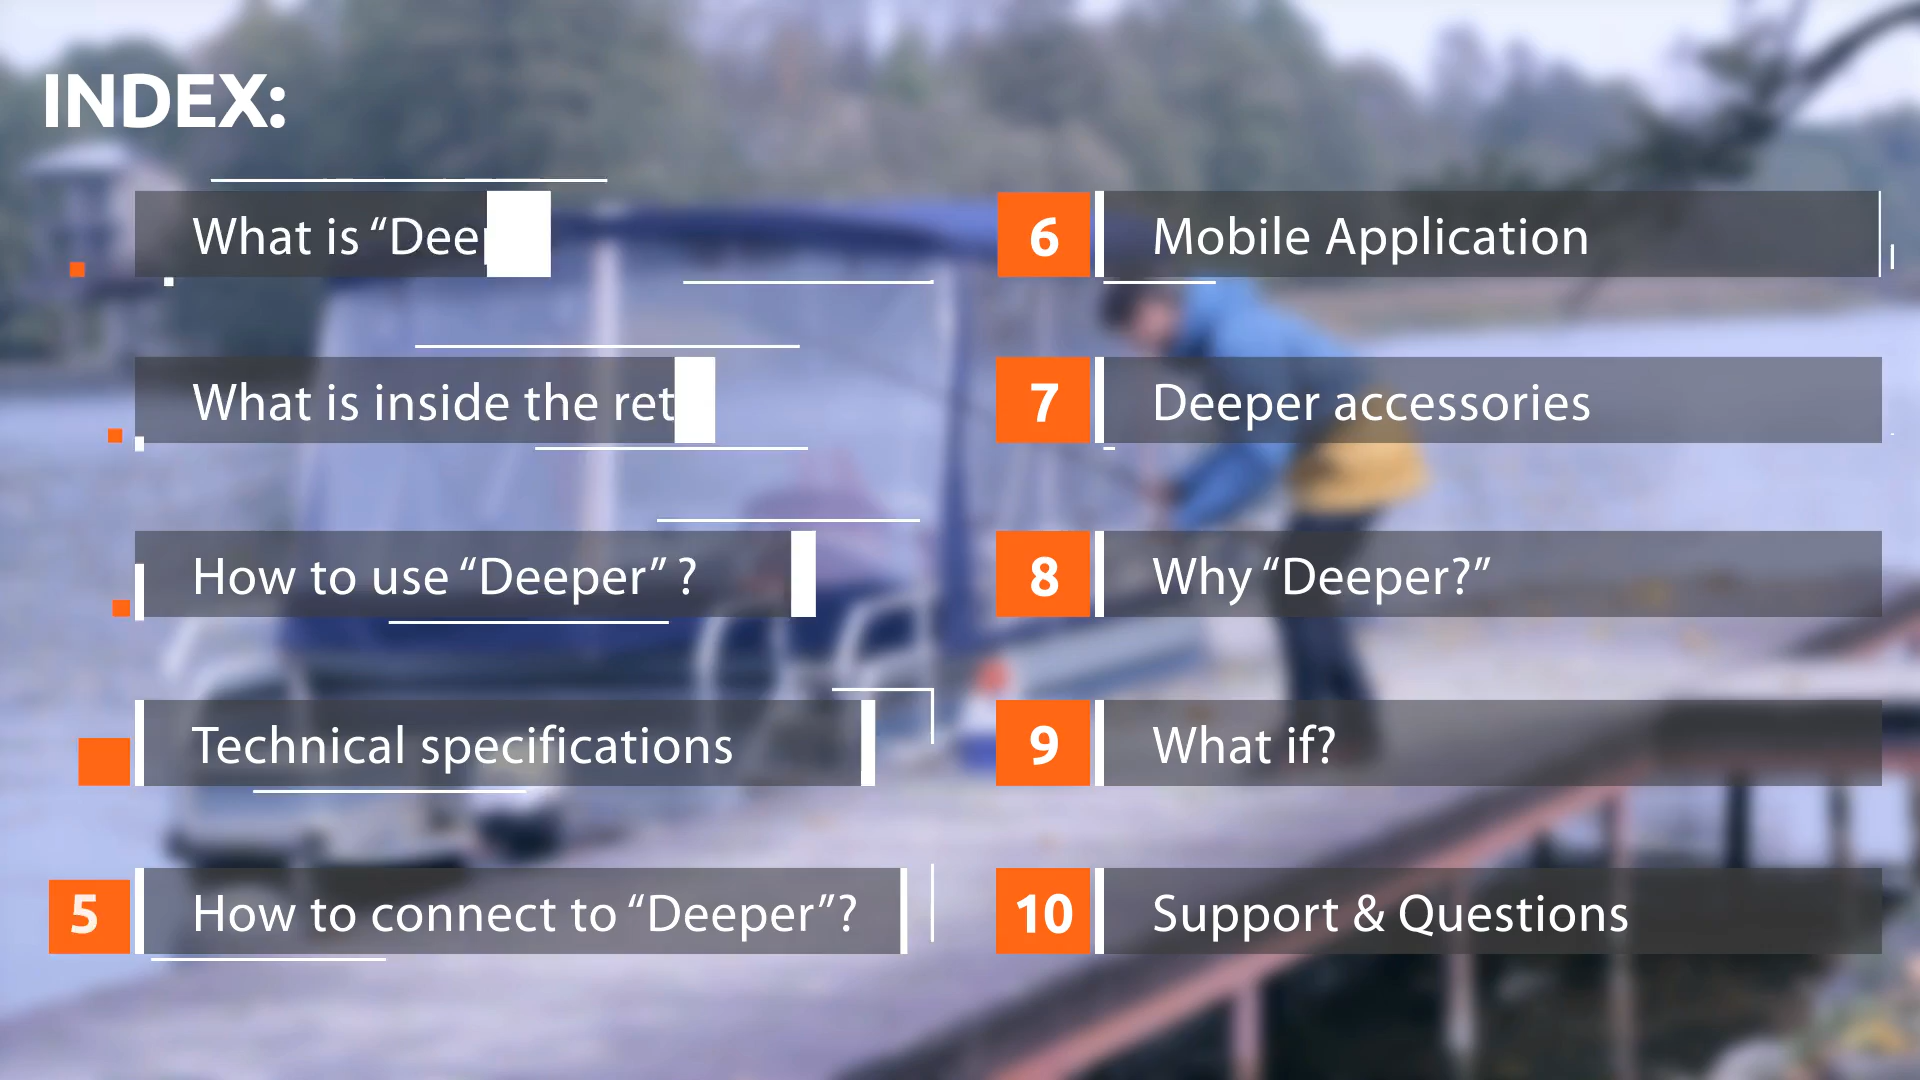 INDEX:
What is “Dee
What is inside the ret
How to use “Deeper” ?
Technical specifications
5 How to connect to “Deeper”?
6 Mobile Application
7 Deeper accessories
8 Why “Deeper?”
9 What if?
10 Support & Questions